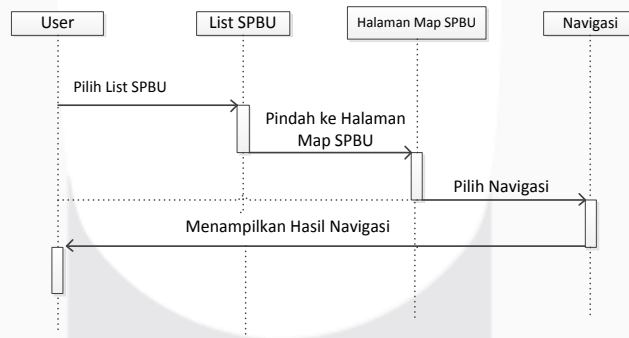 User
List SPBU
Halaman Map SPBU
Navigasi
Pilih List SPBU
Pindah ke Halaman
Map SPBU
Pilih Navigasi
Menampilkan Hasil Navigasi